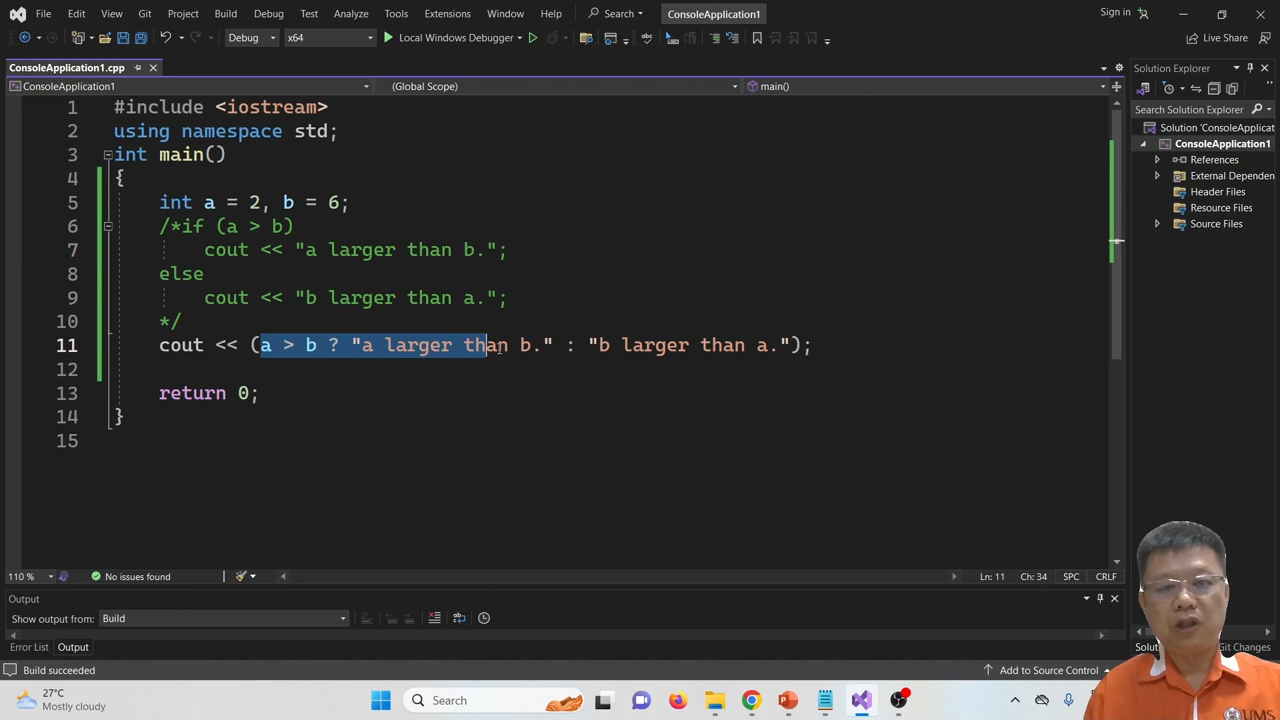 File Edit View Git Project Build Debug Test Analyze Tools Extensions Window Help Search ConsoleApplication1 Sign in
Debug x64 Local Windows Debugger Live Share
ConsoleApplication1.cpp
ConsoleApplication1 (Global Scope) main()
1 #include <iostream>
2 using namespace std;
3 int main()
4 {
5 int a = 2, b = 6;
6 /*if (a > b)
7 cout << "a larger than b.";
8 else
9 cout << "b larger than a.";
10 */
11 cout << (a > b ? "a larger than b." : "b larger than a.");
12
13 return 0;
14 }
15
110 % No issues found Ln: 11 Ch: 34 SPC CRLF
Solution Explorer
Search Solution Explorer
Solution 'ConsoleApplicat
ConsoleApplication1
References
External Dependen
Header Files
Resource Files
Source Files
Output
Show output from: Build
Error List Output
Solu Git Changes
Build succeeded Add to Source Control
27°C
Mostly cloudy
Search
UMS